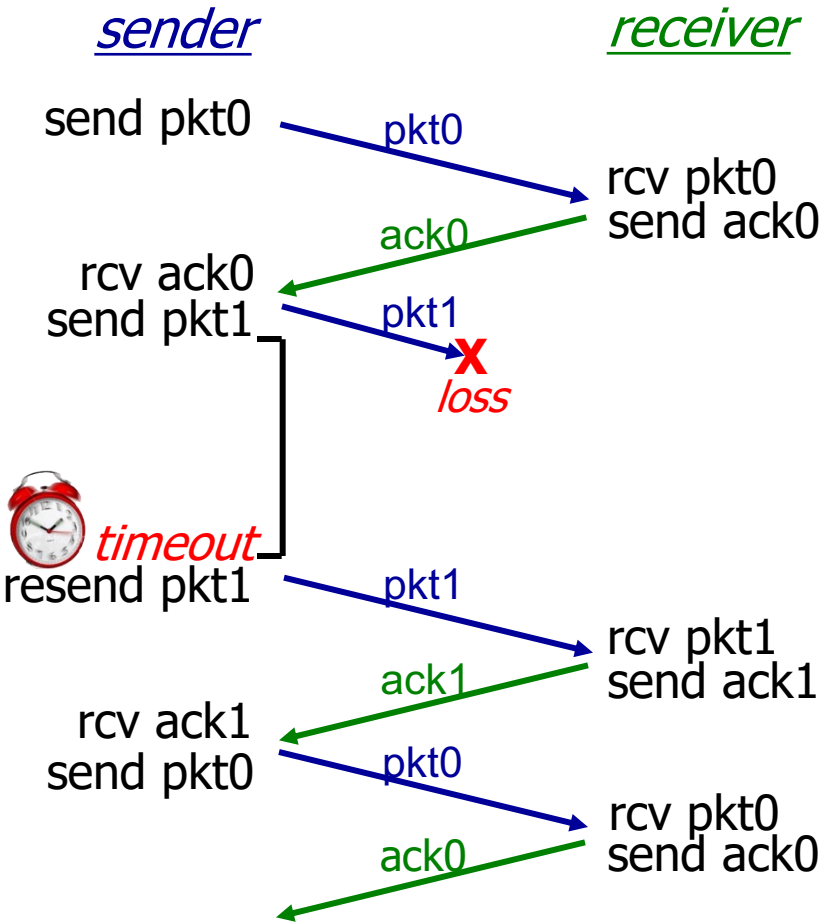 sender
receiver
send pkt0
pkt0
rcv pkt0
send ack0
ack0
rcv ack0
send pkt1
pkt1
X
loss
timeout
resend pkt1
pkt1
rcv pkt1
send ack1
ack1
rcv ack1
send pkt0
pkt0
rcv pkt0
send ack0
ack0